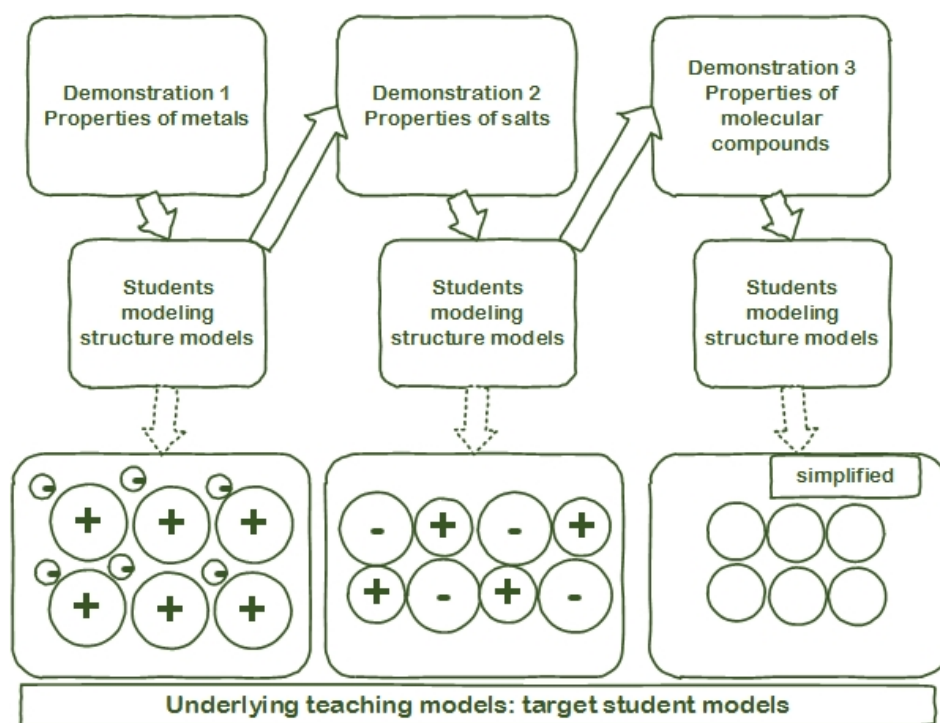 Demonstration 1
Properties of metals
Demonstration 2
Properties of salts
Demonstration 3
Properties of
molecular
compounds
Students
modeling
structure models
Students
modeling
structure models
Students
modeling
structure models
- - -
+ + +
- - -
+ + +
- + - +
+ - + -
simplified
Underlying teaching models: target student models